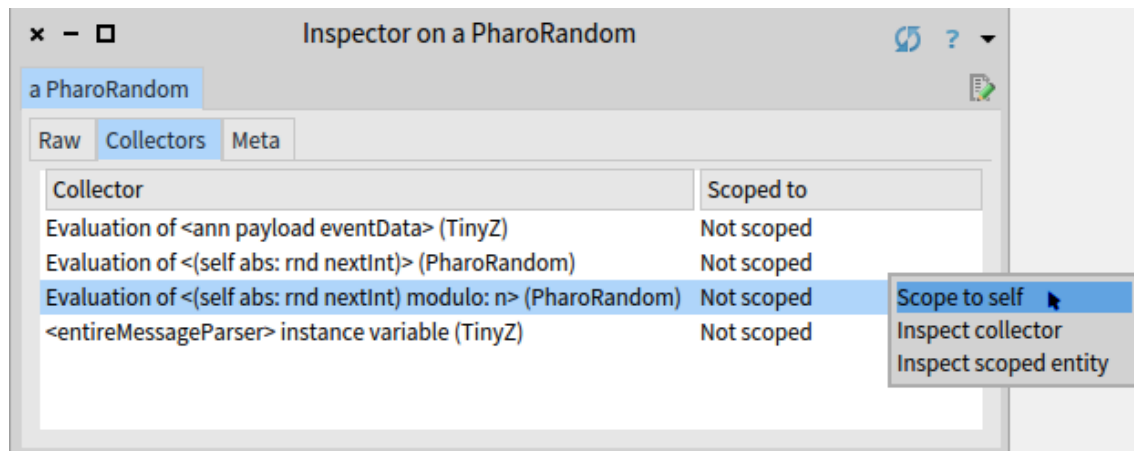 Inspector on a PharoRandom
?
a PharoRandom
Raw Collectors Meta
Collector Scoped to
Evaluation of <ann payload eventData> (TinyZ) Not scoped
Evaluation of <(self abs: rnd nextInt)> (PharoRandom) Not scoped
Evaluation of <(self abs: rnd nextInt) modulo: n> (PharoRandom) Not scoped
<entireMessageParser> instance variable (TinyZ) Not scoped
Scope to self
Inspect collector
Inspect scoped entity